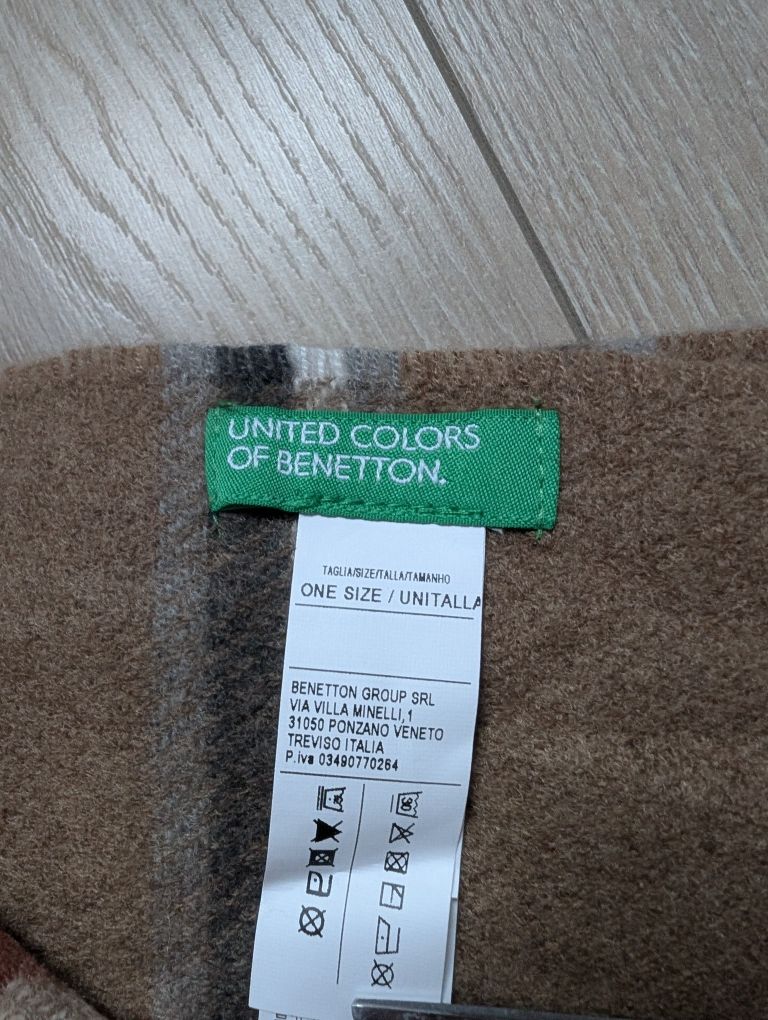 UNITED COLORS
OF BENETTON.
TAGLIA/SIZE/TALLA/TAMANHO
ONE SIZE / UNITALLA
BENETTON GROUP SRL
VIA VILLA MINELLI,1
31050 PONZANO VENETO
TREVISO ITALIA
P.iva 03490770264
30